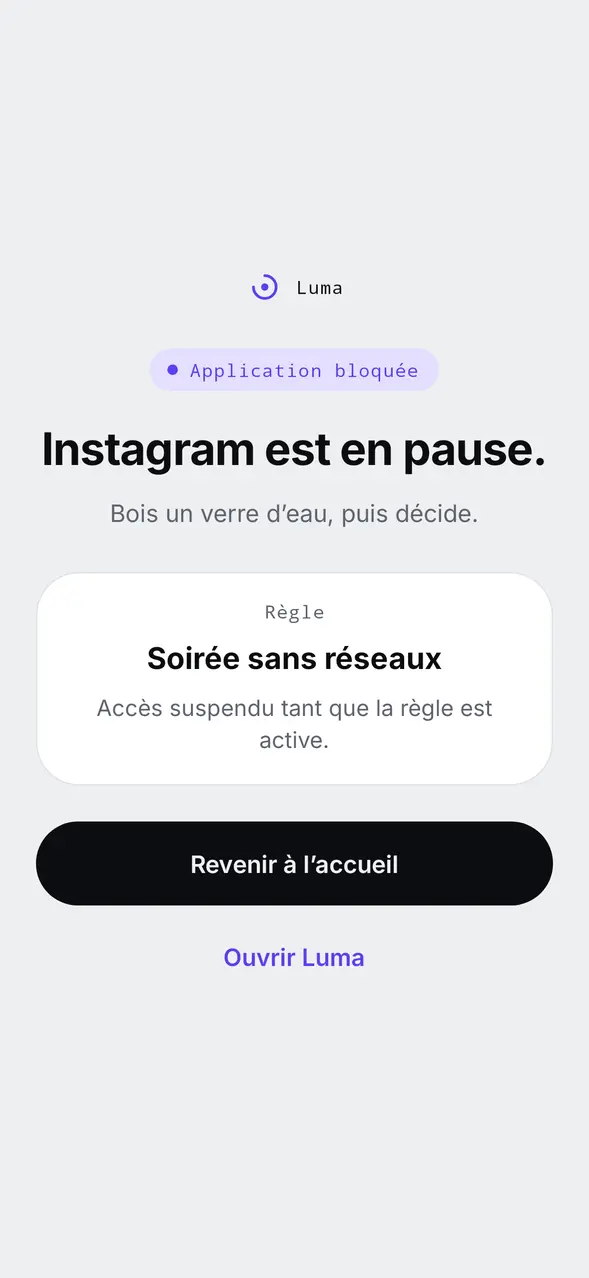 Luma
Application bloquée
Instagram est en pause.
Bois un verre d’eau, puis décide.
Règle
Soirée sans réseaux
Accès suspendu tant que la règle est
active.
Revenir à l’accueil
Ouvrir Luma